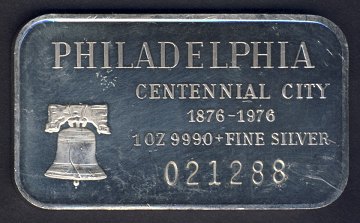 PHILADELPHIA
CENTENNIAL CITY
1876-1976
1 OZ 9990+ FINE SILVER
021288